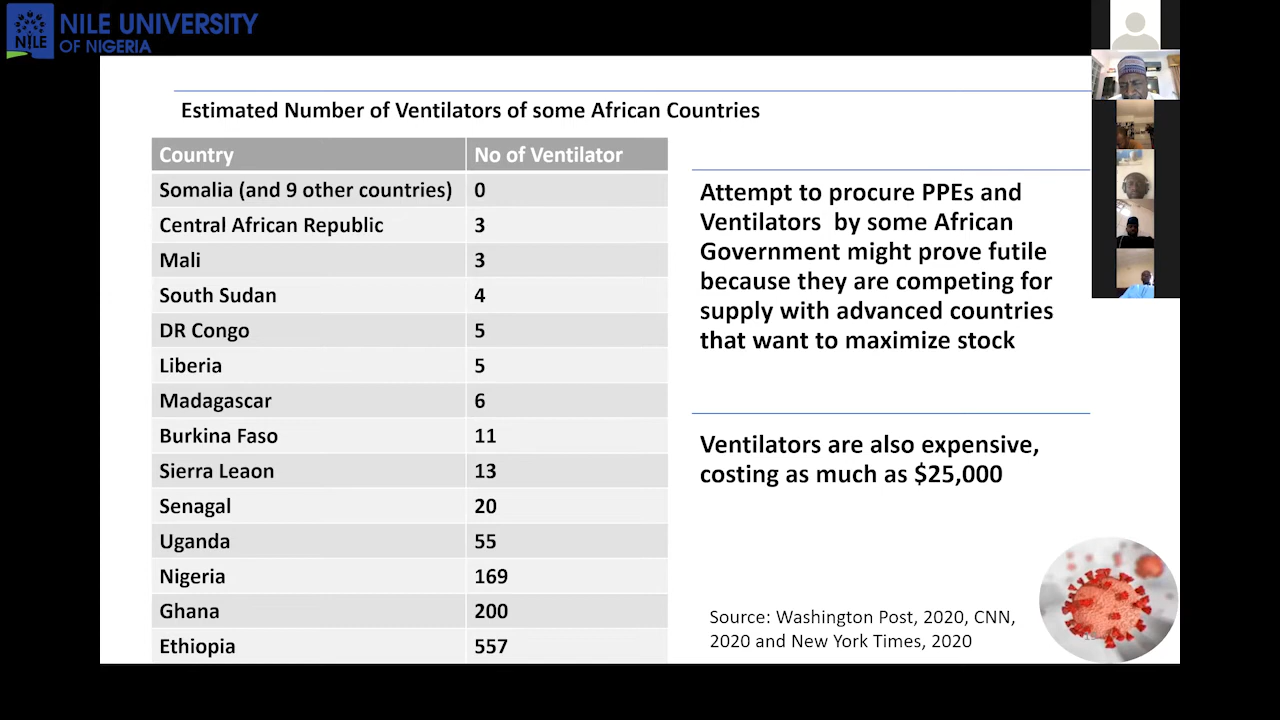 NILE UNIVERSITY
OF NIGERIA
NILE
Estimated Number of Ventilators of some African Countries
Country No of Ventilator
Somalia (and 9 other countries) 0
Central African Republic 3
Mali 3
South Sudan 4
DR Congo 5
Liberia 5
Madagascar 6
Burkina Faso 11
Sierra Leaon 13
Senagal 20
Uganda 55
Nigeria 169
Ghana 200
Ethiopia 557
Attempt to procure PPEs and
Ventilators by some African
Government might prove futile
because they are competing for
supply with advanced countries
that want to maximize stock
Ventilators are also expensive,
costing as much as $25,000
Source: Washington Post, 2020, CNN,
2020 and New York Times, 2020